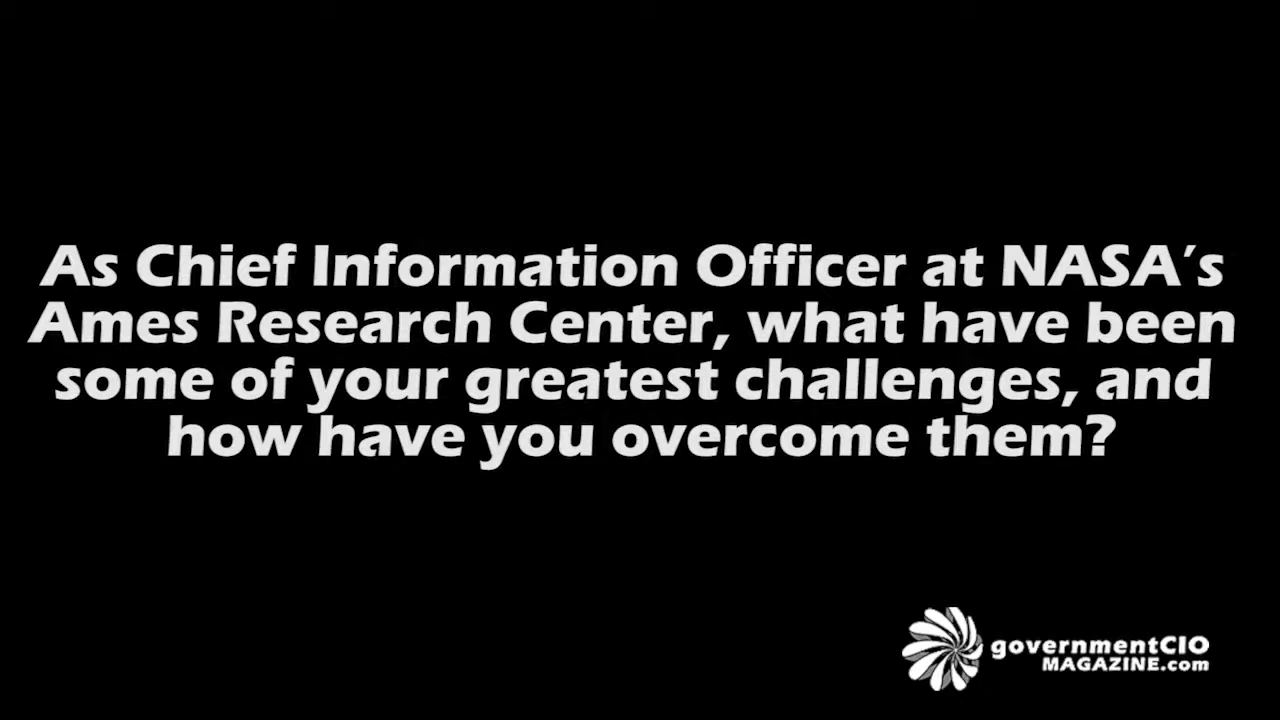 As Chief Information Officer at NASA’s
Ames Research Center, what have been
some of your greatest challenges, and
how have you overcome them?
governmentCIO
MAGAZINE.com